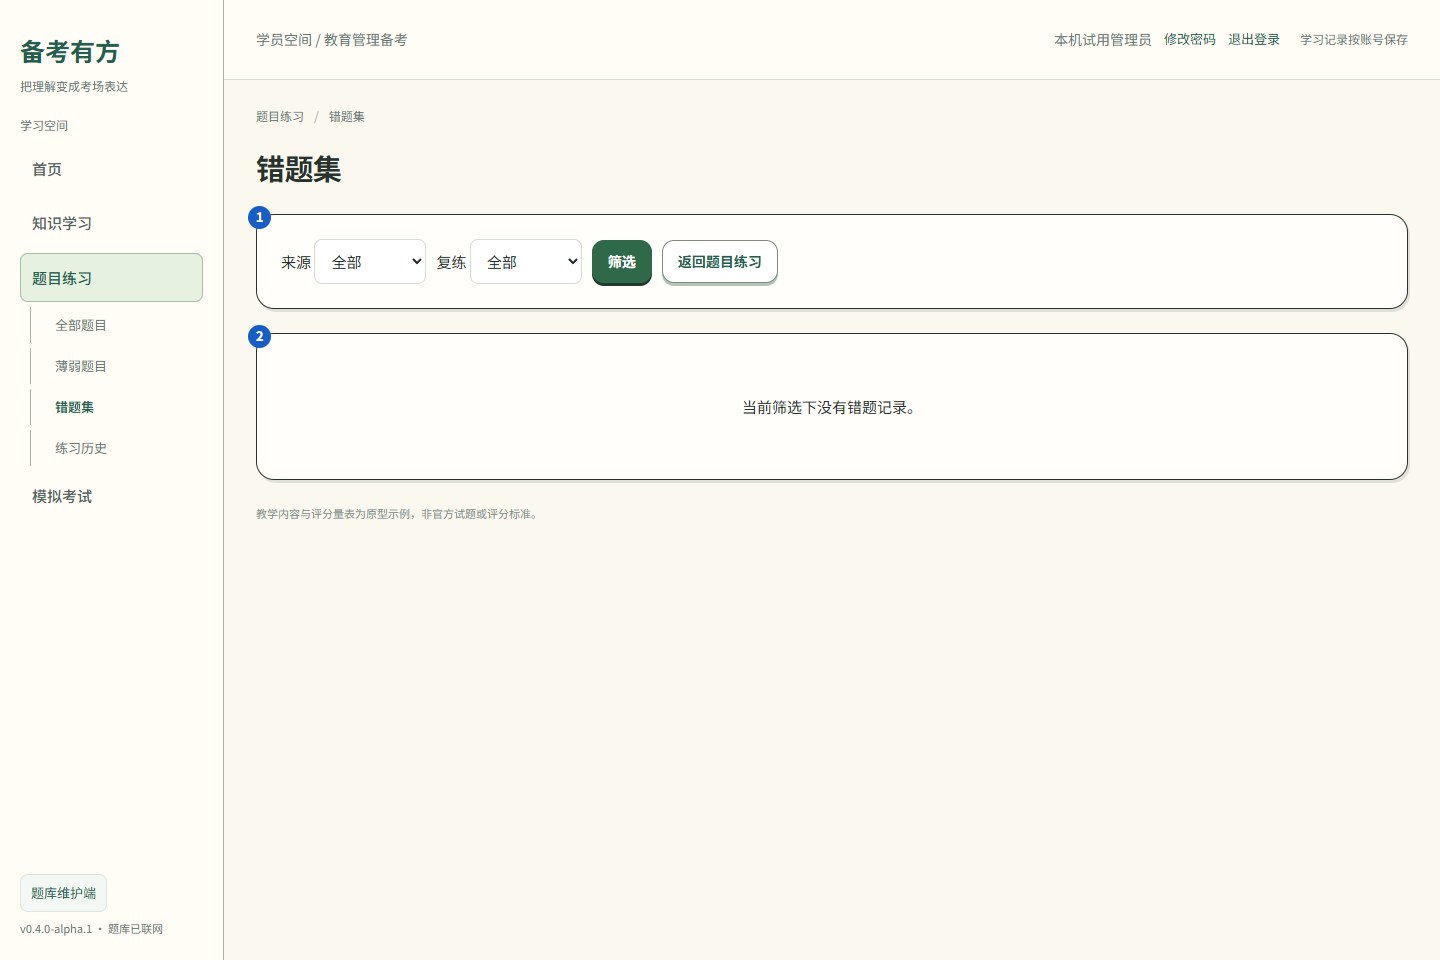 备考有方
把理解变成考场表达
学习空间
首页
知识学习
题目练习
全部题目
薄弱题目
错题集
练习历史
模拟考试
题库维护端
v0.4.0-alpha.1 · 题库已联网
学员空间 / 教育管理备考
本机试用管理员 修改密码 退出登录 学习记录按账号保存
题目练习 / 错题集
错题集
1
来源 全部 复练 全部 筛选 返回题目练习
2
当前筛选下没有错题记录。
教学内容与评分量表为原型示例，非官方试题或评分标准。